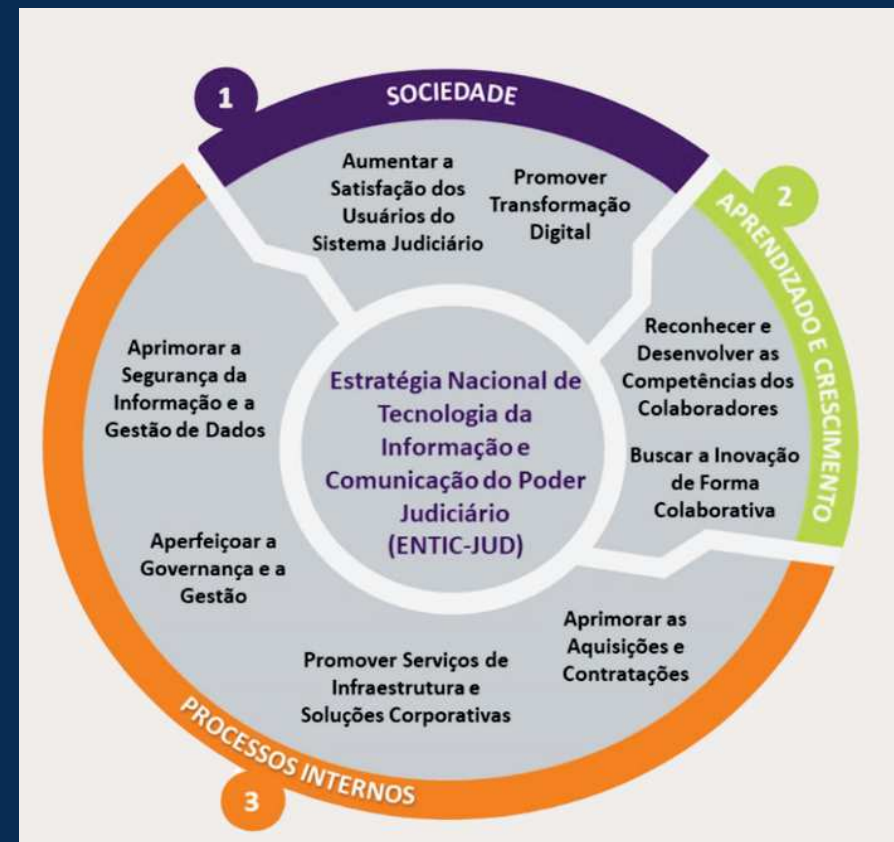 1
SOCIEDADE
Aumentar a
Satisfação dos
Usuários do
Sistema Judiciário
Promover
Transformação
Digital
2
APRENDIZADO E CRESCIMENTO
Reconhecer e
Desenvolver as
Competências dos
Colaboradores
Buscar a Inovação
de Forma
Colaborativa
Estratégia Nacional de
Tecnologia da
Informação e
Comunicação do Poder
Judiciário
(ENTIC-JUD)
Aprimorar a
Segurança da
Informação e a
Gestão de Dados
Aperfeiçoar a
Governança e a
Gestão
Promover Serviços de
Infraestrutura e
Soluções Corporativas
Aprimorar as
Aquisições e
Contratações
PROCESSOS INTERNOS
3